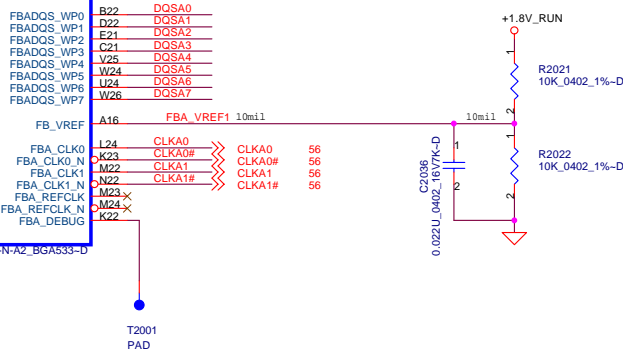 FBADQS_WP0 B22 DQSA0
FBADQS_WP1 D22 DQSA1
FBADQS_WP2 E21 DQSA2
FBADQS_WP3 C21 DQSA3
FBADQS_WP4 V25 DQSA4
FBADQS_WP5 W24 DQSA5
FBADQS_WP6 U24 DQSA6
FBADQS_WP7 W26 DQSA7
+1.8V_RUN
1
R2021
10K_0402_1%~D
2
FB_VREF A16 FBA_VREF1 10mil 10mil
FBA_CLK0 L24 CLKA0 CLKA0 56
FBA_CLK0_N K23 CLKA0# CLKA0# 56
FBA_CLK1 M22 CLKA1 CLKA1 56
FBA_CLK1_N N22 CLKA1# CLKA1# 56
FBA_REFCLK M23
FBA_REFCLK_N M24
FBA_DEBUG K22
1
2
C2036
0.022U_0402_16V7K~D
1
R2022
10K_0402_1%~D
2
-N-A2_BGA533~D
T2001
PAD